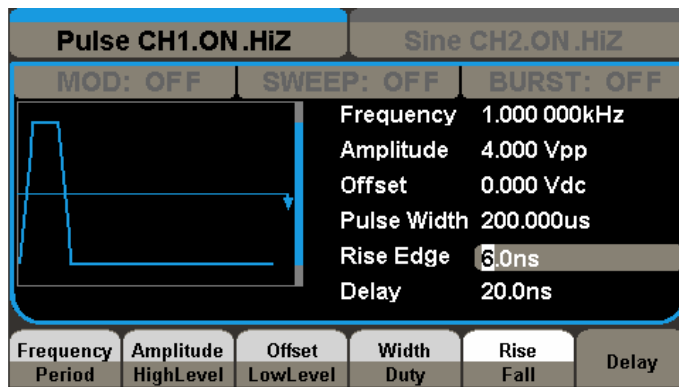 Pulse CH1.ON.HiZ
Sine CH2.ON.HiZ
MOD: OFF
SWEEP: OFF
BURST: OFF
Frequency 1.000 000kHz
Amplitude 4.000 Vpp
Offset 0.000 Vdc
Pulse Width 200.000us
Rise Edge 6.0ns
Delay 20.0ns
Frequency Amplitude Offset Width Rise Delay
Period HighLevel LowLevel Duty Fall